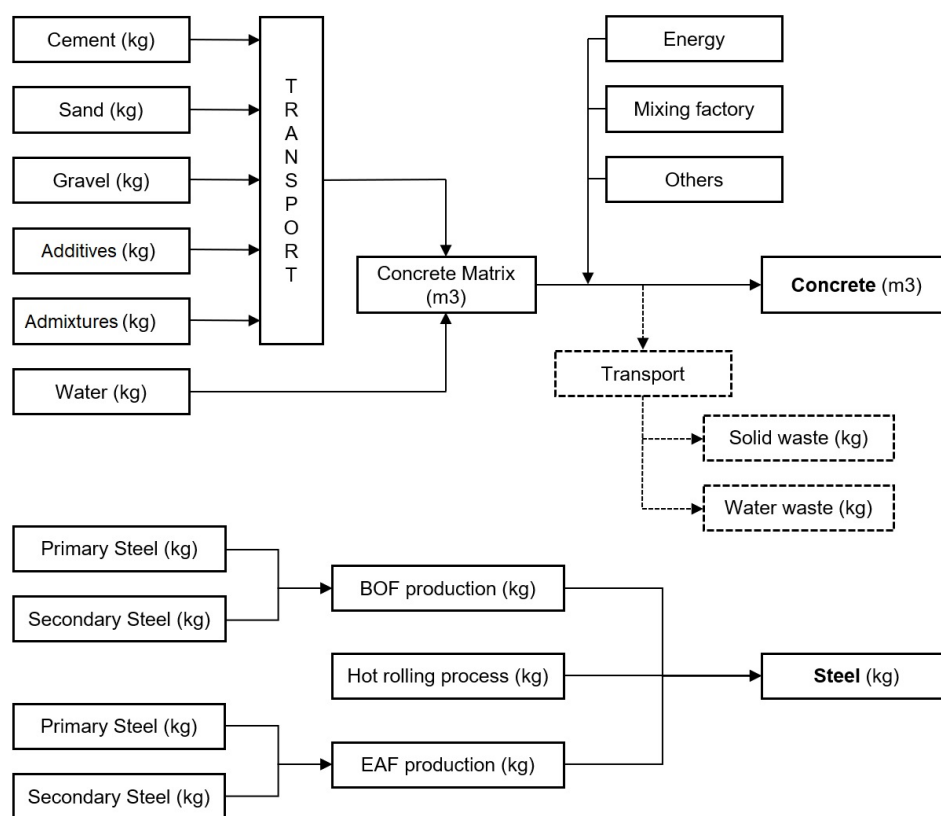 Cement (kg)
Sand (kg)
Gravel (kg)
Additives (kg)
Admixtures (kg)
Water (kg)
TRANSPORT
Concrete Matrix
(m3)
Energy
Mixing factory
Others
Concrete (m3)
Transport
Solid waste (kg)
Water waste (kg)
Primary Steel (kg)
Secondary Steel (kg)
BOF production (kg)
Hot rolling process (kg)
Steel (kg)
Primary Steel (kg)
Secondary Steel (kg)
EAF production (kg)